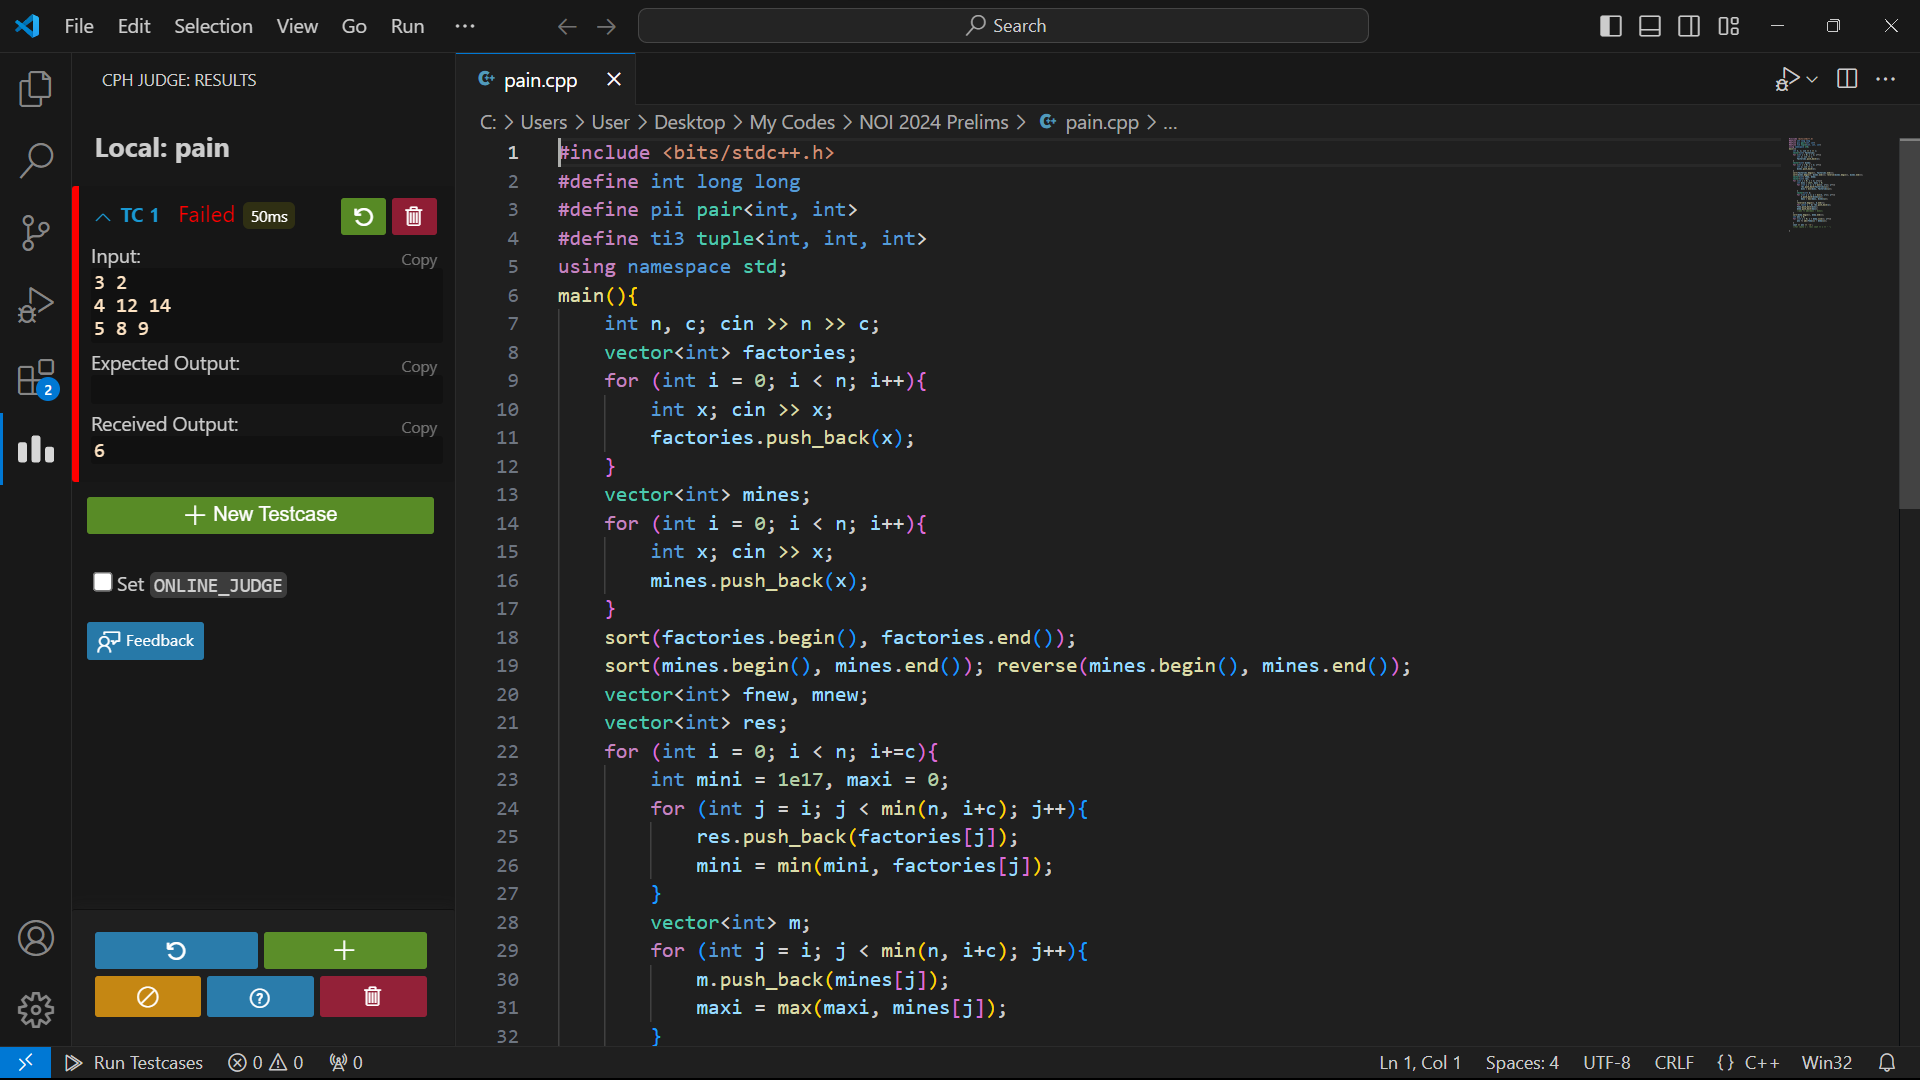 File Edit Selection View Go Run ··· Search
CPH JUDGE: RESULTS
Local: pain
TC 1 Failed 50ms
Input: Copy
3 2
4 12 14
5 8 9
Expected Output: Copy
Received Output: Copy
6
+ New Testcase
Set ONLINE_JUDGE
Feedback
2
pain.cpp
C: > Users > User > Desktop > My Codes > NOI 2024 Prelims > pain.cpp > ...
1 #include <bits/stdc++.h>
2 #define int long long
3 #define pii pair<int, int>
4 #define ti3 tuple<int, int, int>
5 using namespace std;
6 main(){
7 int n, c; cin >> n >> c;
8 vector<int> factories;
9 for (int i = 0; i < n; i++){
10 int x; cin >> x;
11 factories.push_back(x);
12 }
13 vector<int> mines;
14 for (int i = 0; i < n; i++){
15 int x; cin >> x;
16 mines.push_back(x);
17 }
18 sort(factories.begin(), factories.end());
19 sort(mines.begin(), mines.end()); reverse(mines.begin(), mines.end());
20 vector<int> fnew, mnew;
21 vector<int> res;
22 for (int i = 0; i < n; i+=c){
23 int mini = 1e17, maxi = 0;
24 for (int j = i; j < min(n, i+c); j++){
25 res.push_back(factories[j]);
26 mini = min(mini, factories[j]);
27 }
28 vector<int> m;
29 for (int j = i; j < min(n, i+c); j++){
30 m.push_back(mines[j]);
31 maxi = max(maxi, mines[j]);
32 }
Run Testcases 0 0 0 Ln 1, Col 1 Spaces: 4 UTF-8 CRLF {} C++ Win32